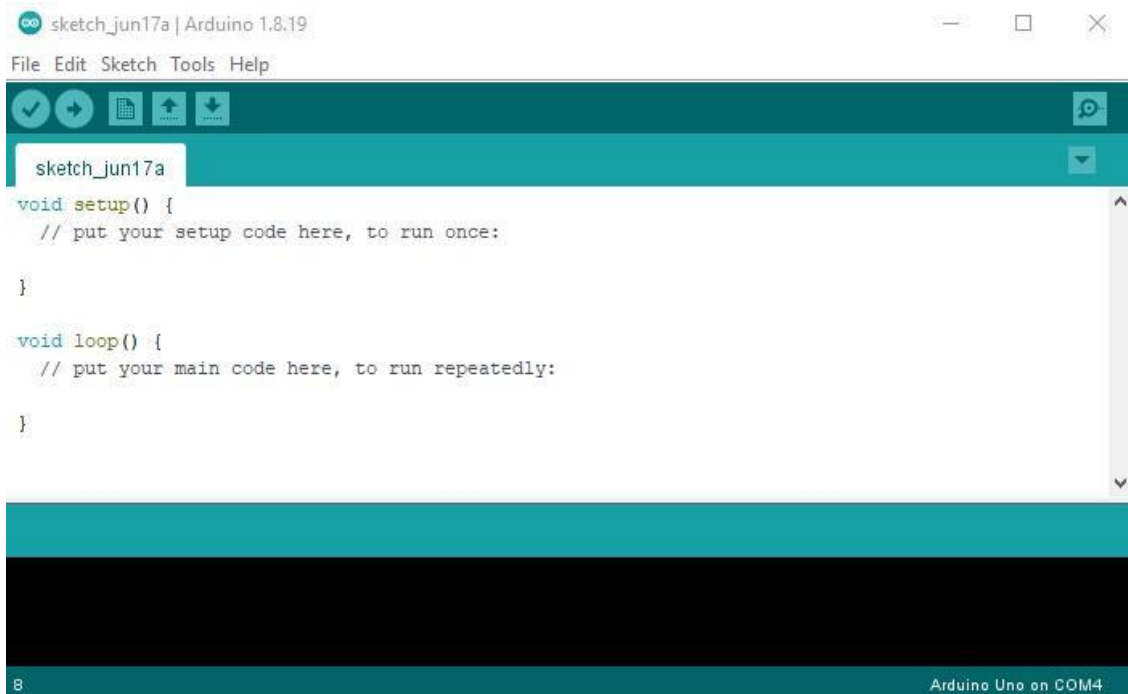 sketch_jun17a | Arduino 1.8.19
File Edit Sketch Tools Help
sketch_jun17a
void setup() {
  // put your setup code here, to run once:

}

void loop() {
  // put your main code here, to run repeatedly:

}
8
Arduino Uno on COM4